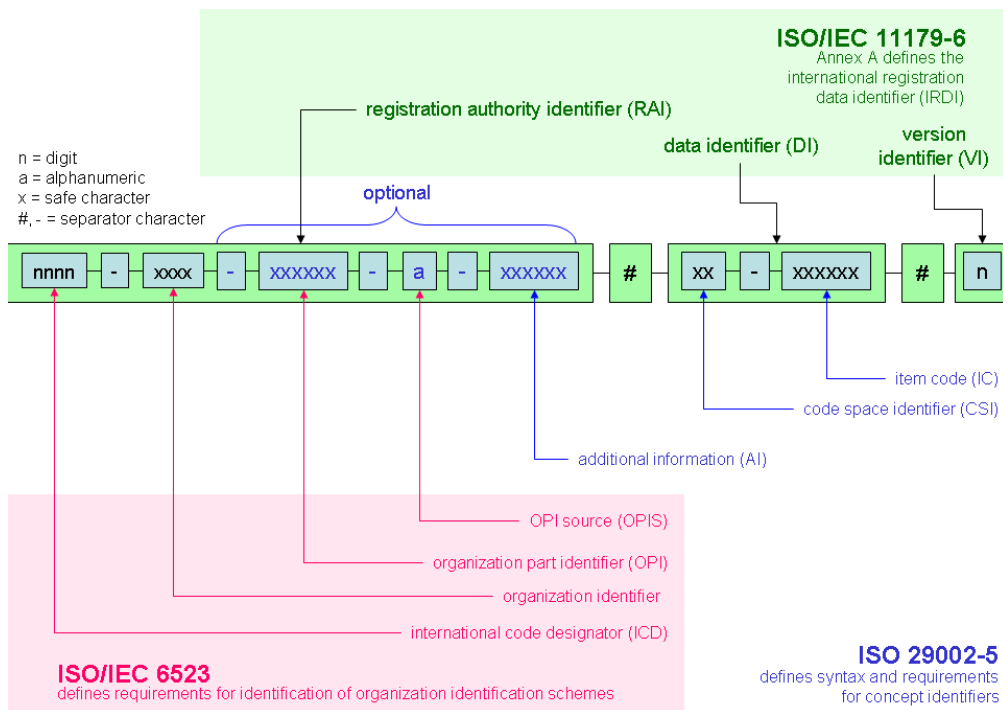 ISO/IEC 11179-6
Annex A defines the
international registration
data identifier (IRDI)
registration authority identifier (RAI)
data identifier (DI)
version
identifier (VI)
n = digit
a = alphanumeric
x = safe character
#, - = separator character
optional
nnnn - xxxx - xxxxxx - a - xxxxxx # xx - xxxxxx # n
item code (IC)
code space identifier (CSI)
additional information (AI)
OPI source (OPIS)
organization part identifier (OPI)
organization identifier
international code designator (ICD)
ISO/IEC 6523
defines requirements for identification of organization identification schemes
ISO 29002-5
defines syntax and requirements
for concept identifiers